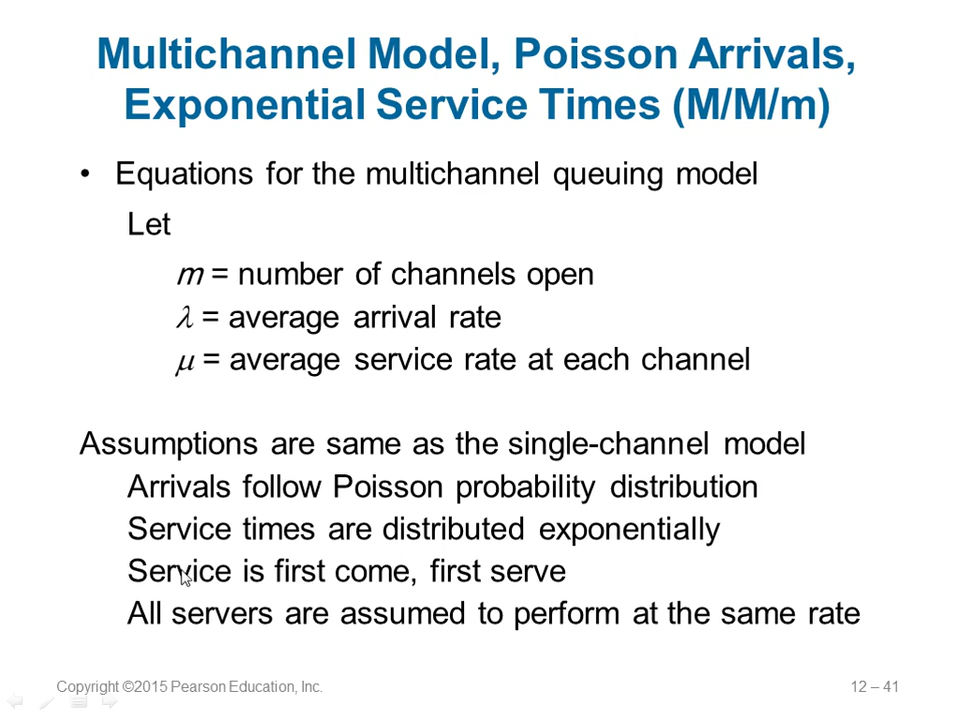 Multichannel Model, Poisson Arrivals,
Exponential Service Times (M/M/m)
• Equations for the multichannel queuing model
Let
m = number of channels open
λ = average arrival rate
μ = average service rate at each channel
Assumptions are same as the single-channel model
Arrivals follow Poisson probability distribution
Service times are distributed exponentially
Service is first come, first serve
All servers are assumed to perform at the same rate
Copyright ©2015 Pearson Education, Inc.
12 – 41